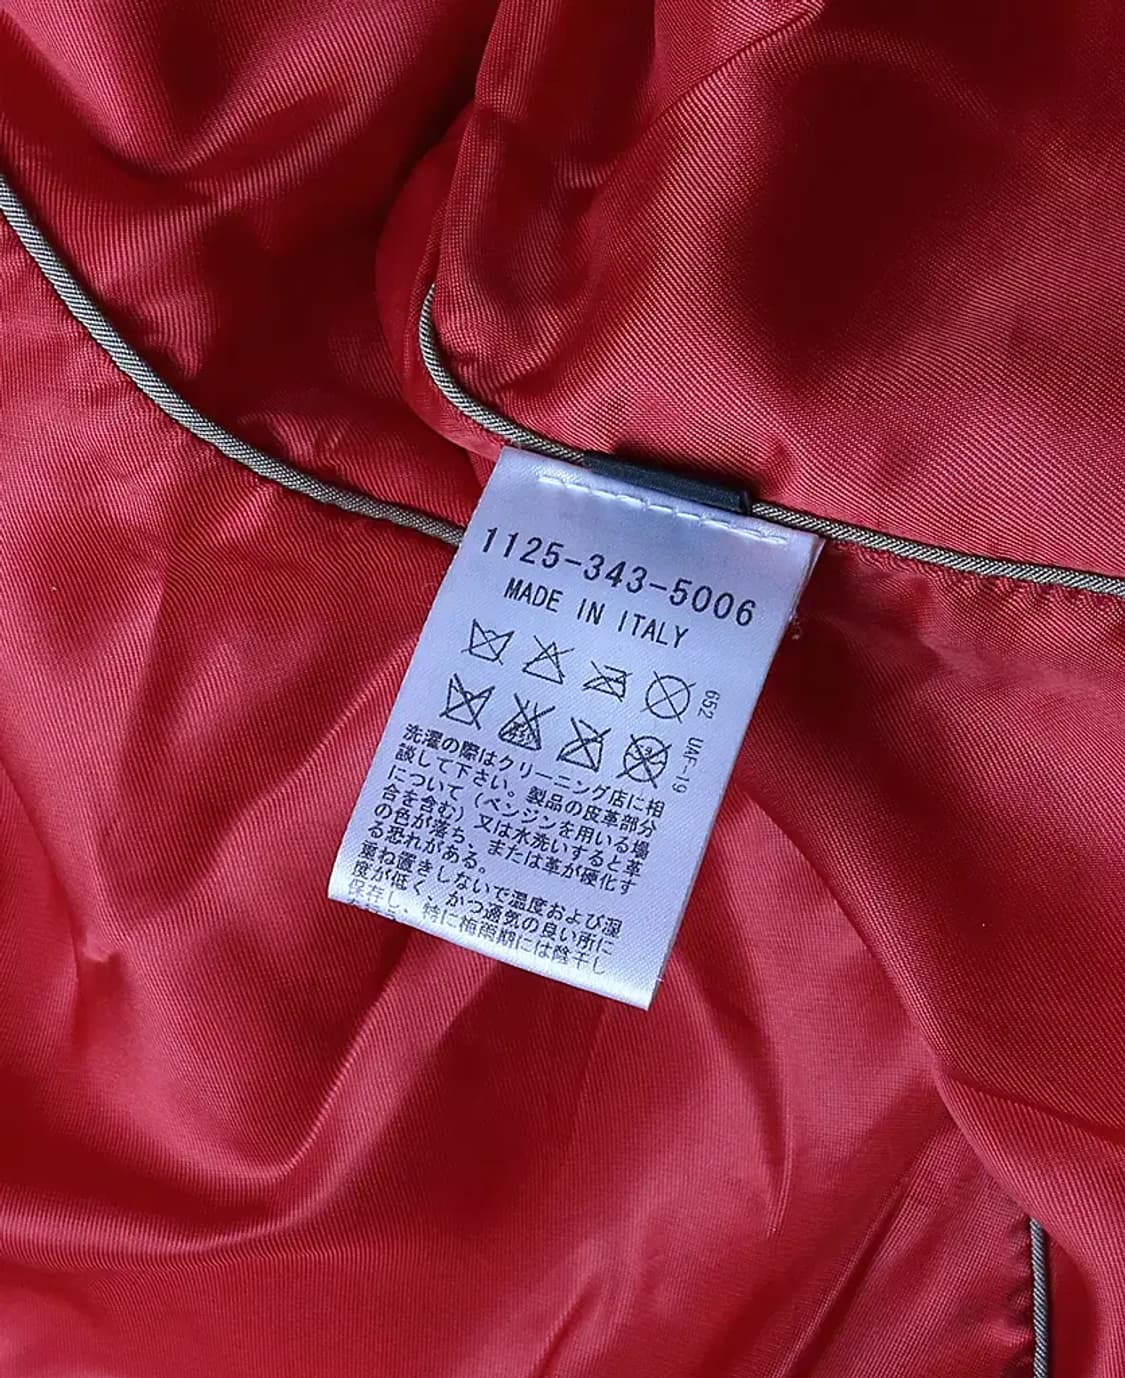 1125-343-5006
MADE IN ITALY
652 UAF-19
洗濯の際はクリーニング店に相
談して下さい。製品の皮革部分
について（ベンジンを用いる場
合を含む）又は水洗いすると革
の色が落ち、または革が硬化す
る恐れがある。
重ね置きしないで温度および湿
度が低く、かつ通気の良い所に
保存し、特に梅雨期には陰干し